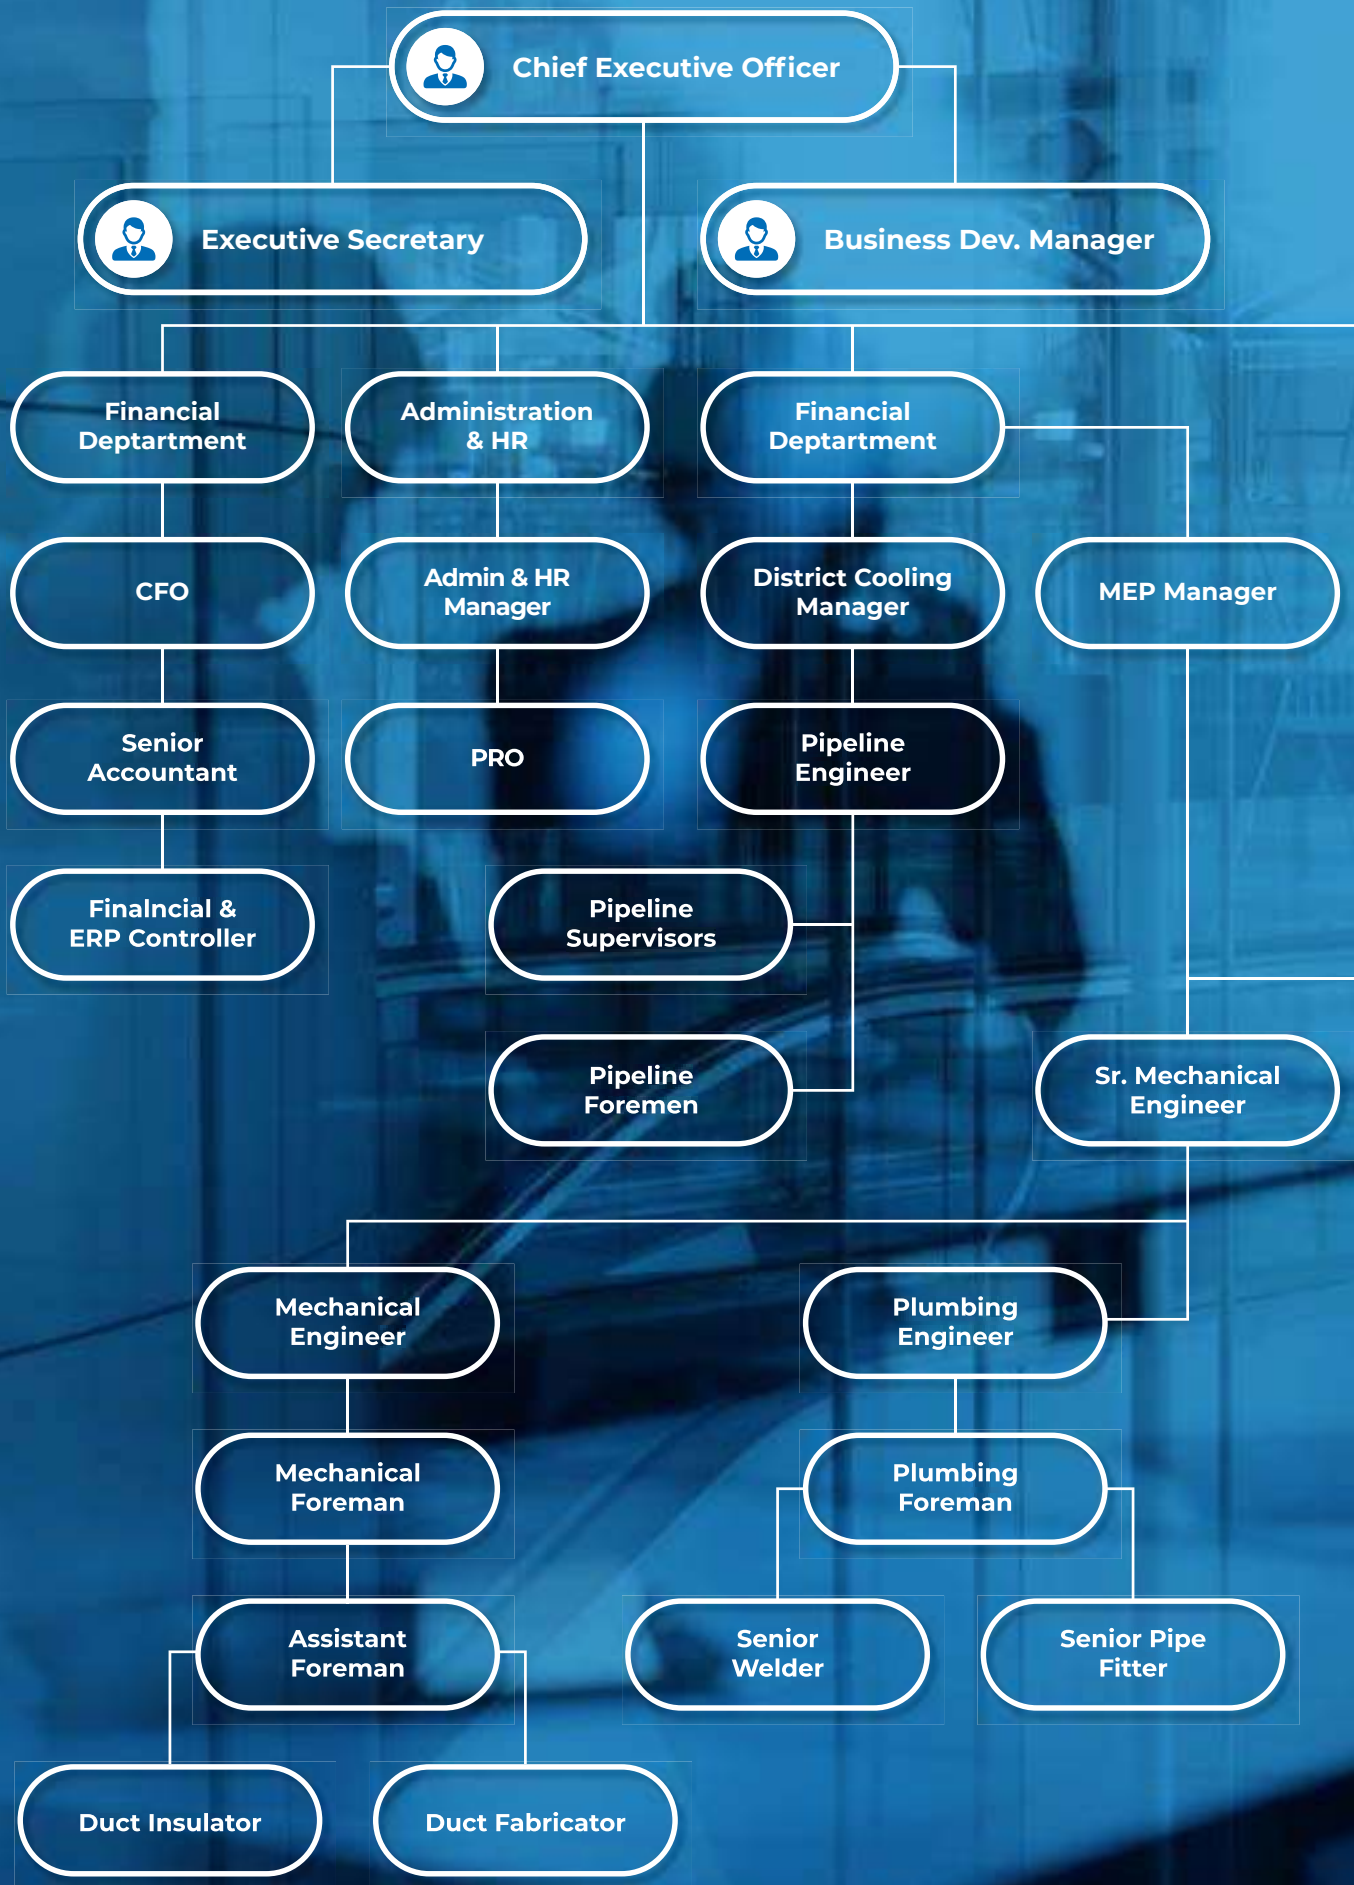 Chief Executive Officer
Executive Secretary
Business Dev. Manager
Financial
Deptartment
Administration
& HR
Financial
Deptartment
CFO
Admin & HR
Manager
District Cooling
Manager
MEP Manager
Senior
Accountant
PRO
Pipeline
Engineer
Finalncial &
ERP Controller
Pipeline
Supervisors
Pipeline
Foremen
Sr. Mechanical
Engineer
Mechanical
Engineer
Plumbing
Engineer
Mechanical
Foreman
Plumbing
Foreman
Assistant
Foreman
Senior
Welder
Senior Pipe
Fitter
Duct Insulator
Duct Fabricator